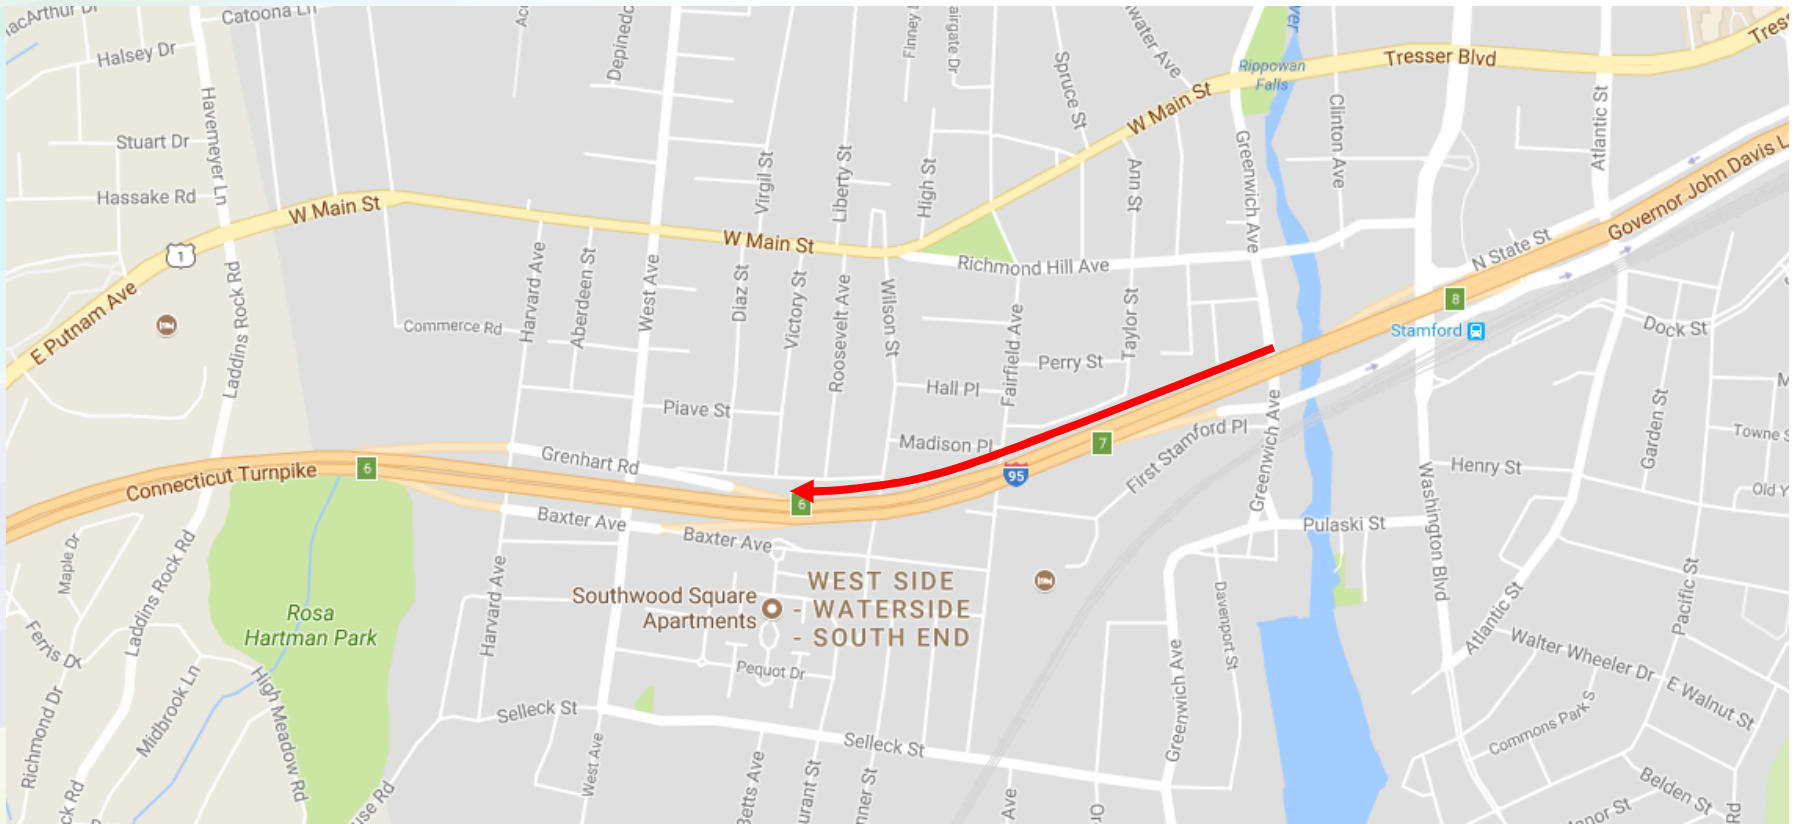 Catoona Ln
Halsey Dr
Stuart Dr
Hassake Rd
Havemeyer Ln
W Main St
1
E Putnam Ave
Laddins Rock Rd
Commerce Rd
Harvard Ave
Aberdeen St
West Ave
Virgil St
Liberty St
High St
W Main St
Diaz St
Victory St
Roosevelt Ave
Wilson St
Piave St
Spruce St
W Main St
Ann St
Richmond Hill Ave
Fairfield Ave
Taylor St
Perry St
Hall Pl
Madison Pl
Greenwich Ave
Rippowan
Falls
Clinton Ave
Tresser Blvd
Atlantic St
N State St
8
Stamford
Dock St
Garden St
Henry St
Greenwich Ave
7
First Stamford Pl
95
6
Connecticut Turnpike
6
Grenhart Rd
Baxter Ave
Baxter Ave
Pulaski St
Washington Blvd
WEST SIDE
- WATERSIDE
- SOUTH END
Southwood Square
Apartments
Pequot Dr
Rosa
Hartman Park
Maple Dr
Ferris Dr
Laddins Rock Rd
Richmond Dr
Midbrook Ln
High Meadow Rd
Harvard Ave
Selleck St
West Ave
Selleck St
Betts Ave
Ave
Greenwich Ave
Davenport St
Atlantic St
Pacific St
Walter Wheeler Dr
E Walnut St
Commons Park S
Belden St